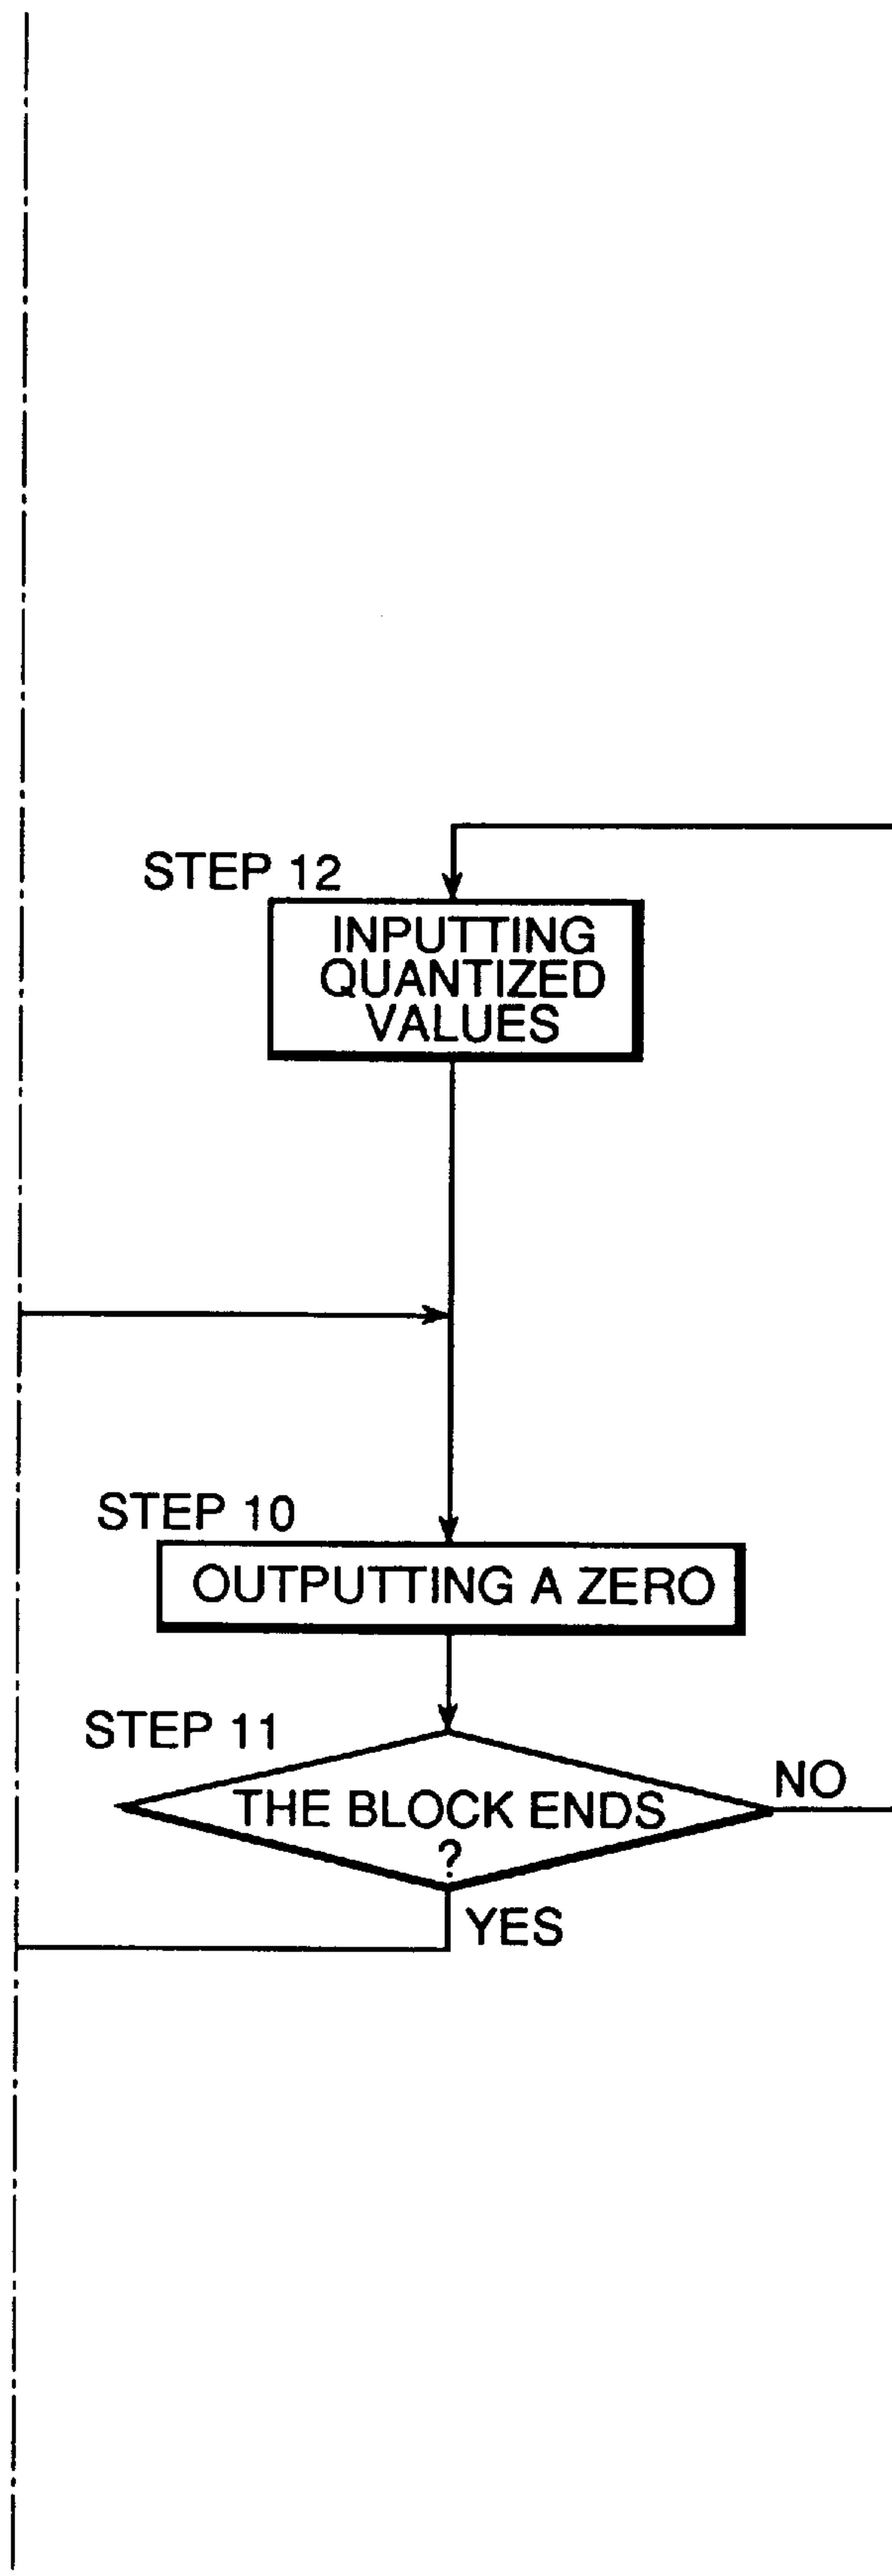 STEP 12
INPUTTING
QUANTIZED
VALUES
STEP 10
OUTPUTTING A ZERO
STEP 11
THE BLOCK ENDS
?
NO
YES